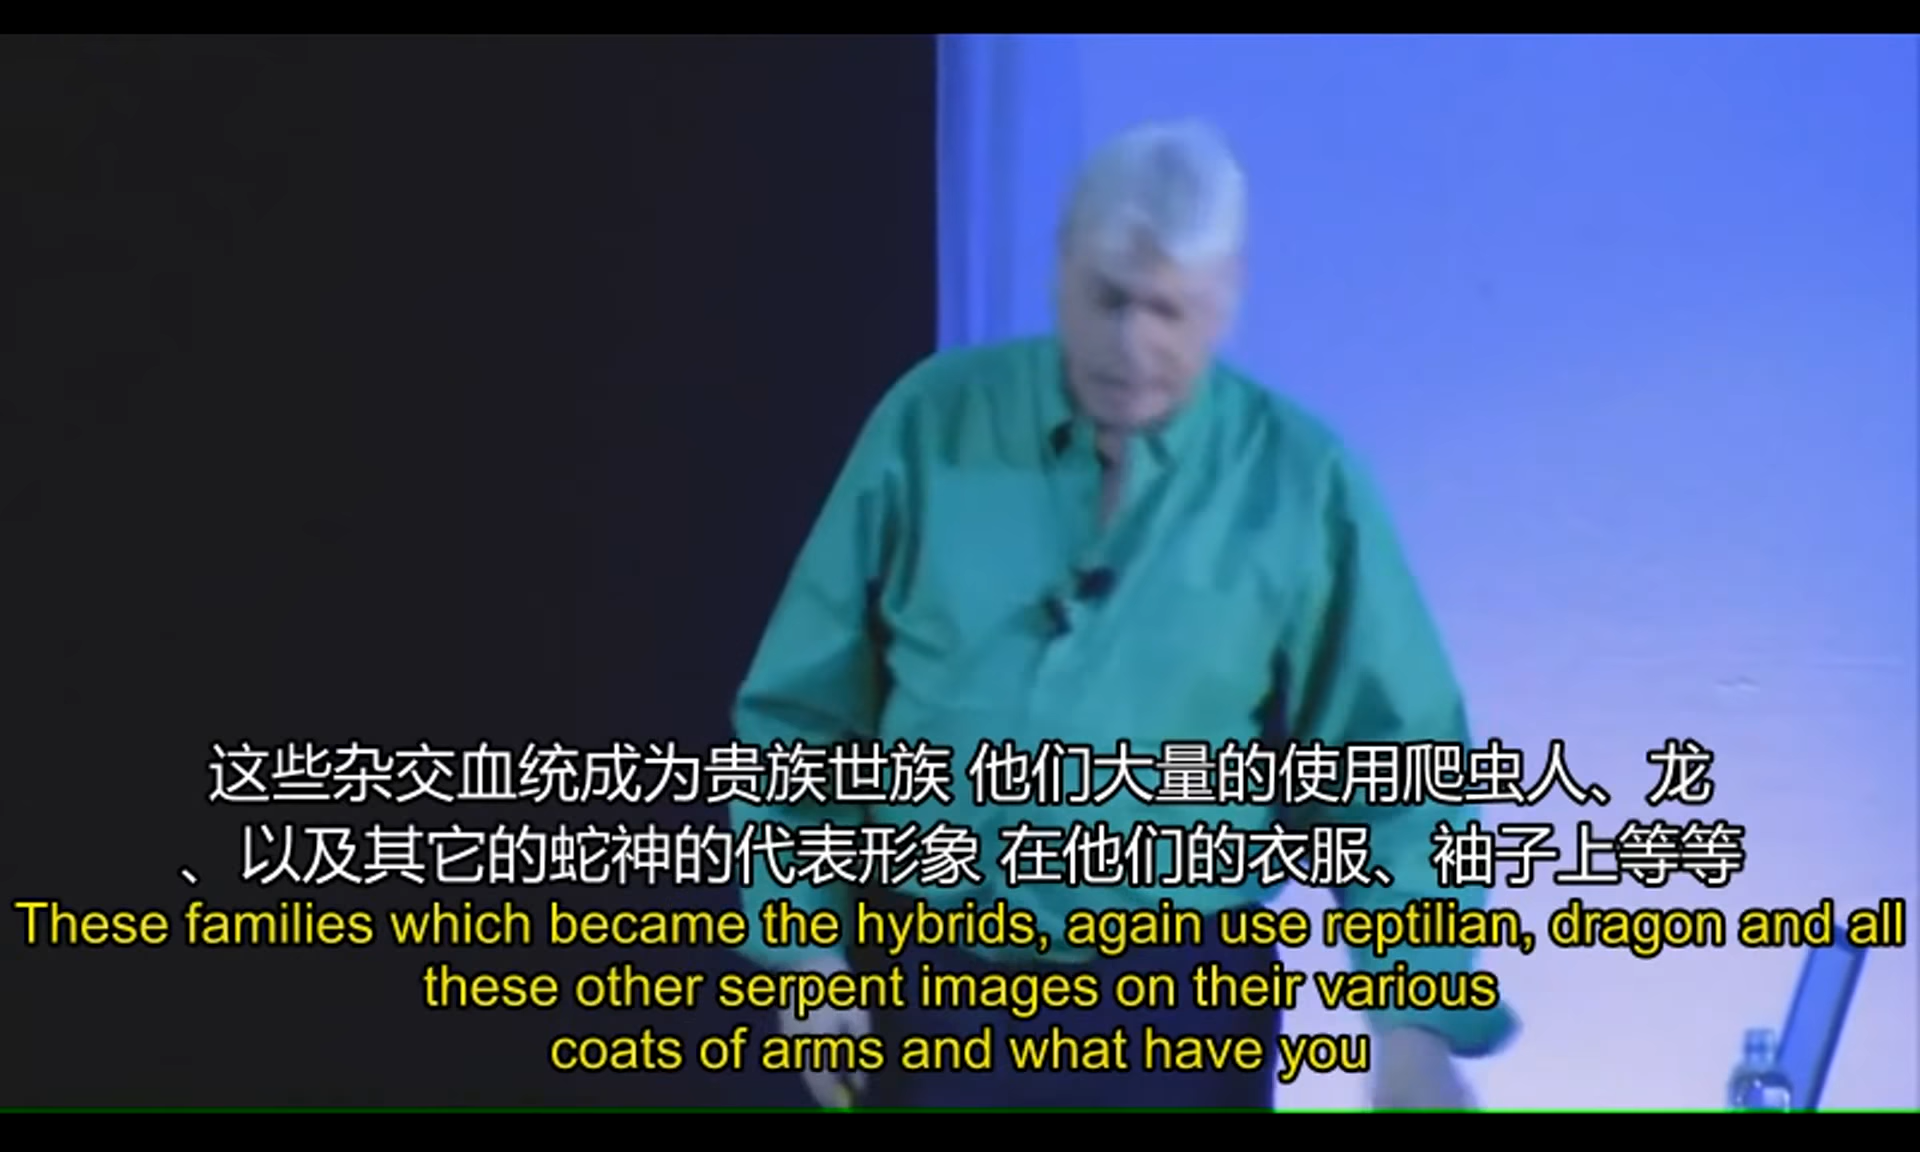 这些杂交血统成为贵族世族 他们大量的使用爬虫人、龙
、以及其它的蛇神的代表形象 在他们的衣服、袖子上等等
These families which became the hybrids, again use reptilian, dragon and all
these other serpent images on their various
coats of arms and what have you